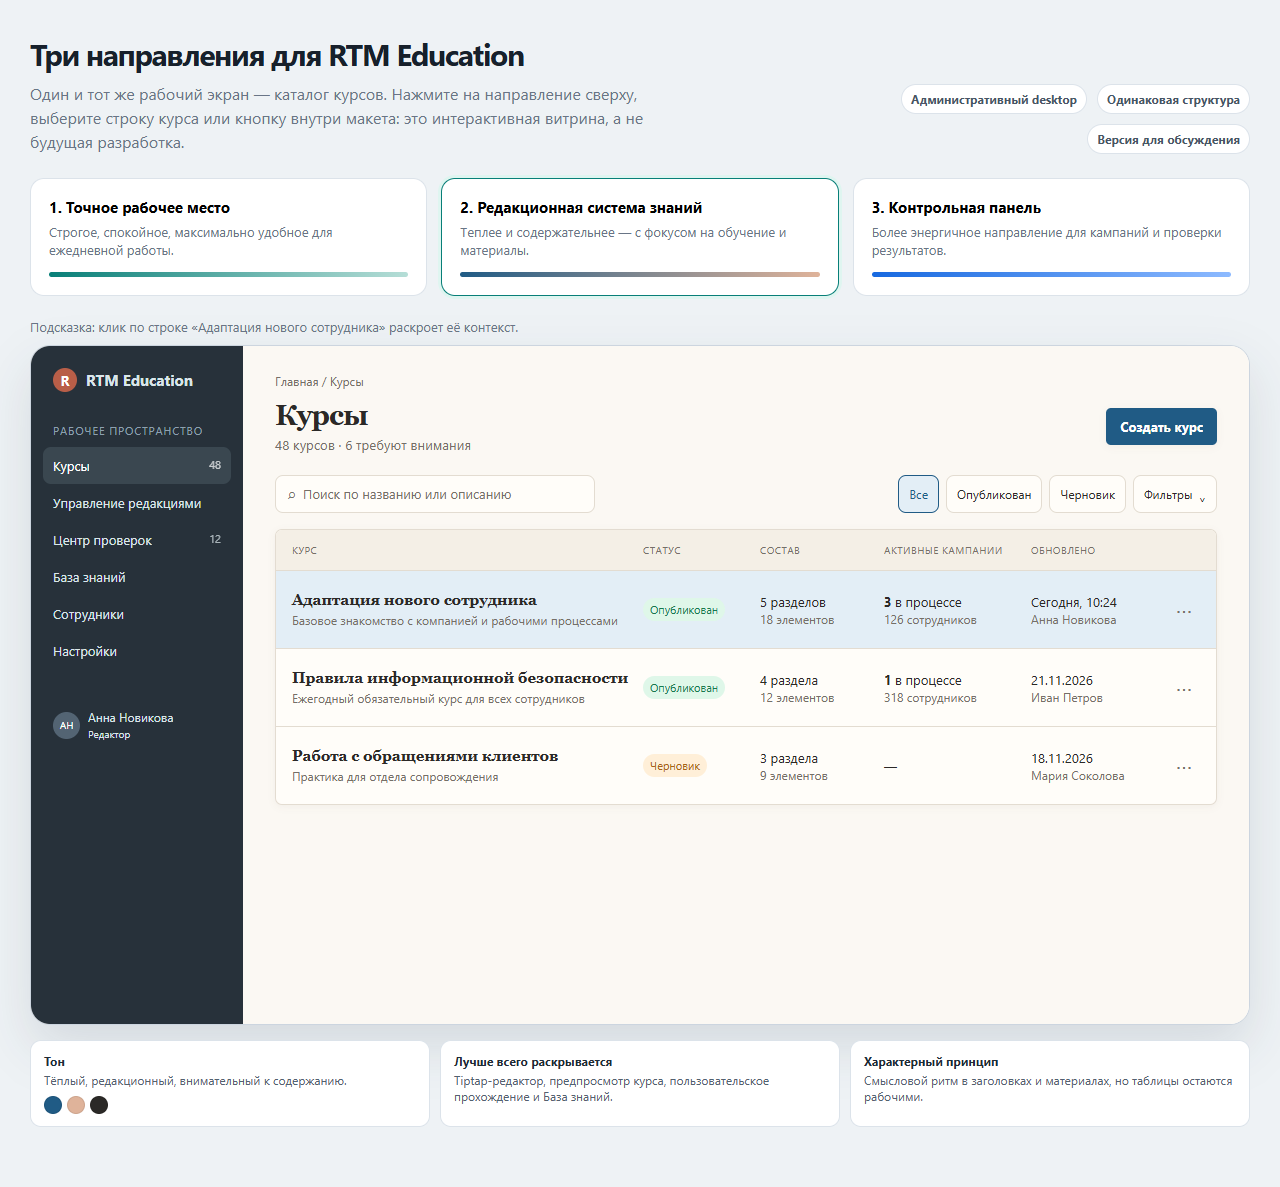 Три направления для RTM Education
Один и тот же рабочий экран — каталог курсов. Нажмите на направление сверху,
выберите строку курса или кнопку внутри макета: это интерактивная витрина, а не
будущая разработка.
Административный desktop
Одинаковая структура
Версия для обсуждения
1. Точное рабочее место
Строгое, спокойное, максимально удобное для
ежедневной работы.
2. Редакционная система знаний
Теплее и содержательнее — с фокусом на обучение и
материалы.
3. Контрольная панель
Более энергичное направление для кампаний и проверки
результатов.
Подсказка: клик по строке «Адаптация нового сотрудника» раскроет её контекст.
R RTM Education
РАБОЧЕЕ ПРОСТРАНСТВО
Курсы 48
Управление редакциями
Центр проверок 12
База знаний
Сотрудники
Настройки
АН
Анна Новикова
Редактор
Главная / Курсы
Курсы
48 курсов · 6 требуют внимания
Создать курс
Поиск по названию или описанию
Все Опубликован Черновик Фильтры
КУРС СТАТУС СОСТАВ АКТИВНЫЕ КАМПАНИИ ОБНОВЛЕНО
Адаптация нового сотрудника
Базовое знакомство с компанией и рабочими процессами
Опубликован
5 разделов
18 элементов
3 в процессе
126 сотрудников
Сегодня, 10:24
Анна Новикова
...
Правила информационной безопасности
Ежегодный обязательный курс для всех сотрудников
Опубликован
4 раздела
12 элементов
1 в процессе
318 сотрудников
21.11.2026
Иван Петров
...
Работа с обращениями клиентов
Практика для отдела сопровождения
Черновик
3 раздела
9 элементов
—
18.11.2026
Мария Соколова
...
Тон
Тёплый, редакционный, внимательный к содержанию.
Лучше всего раскрывается
Tiptap-редактор, предпросмотр курса, пользовательское
прохождение и База знаний.
Характерный принцип
Смысловой ритм в заголовках и материалах, но таблицы остаются
рабочими.